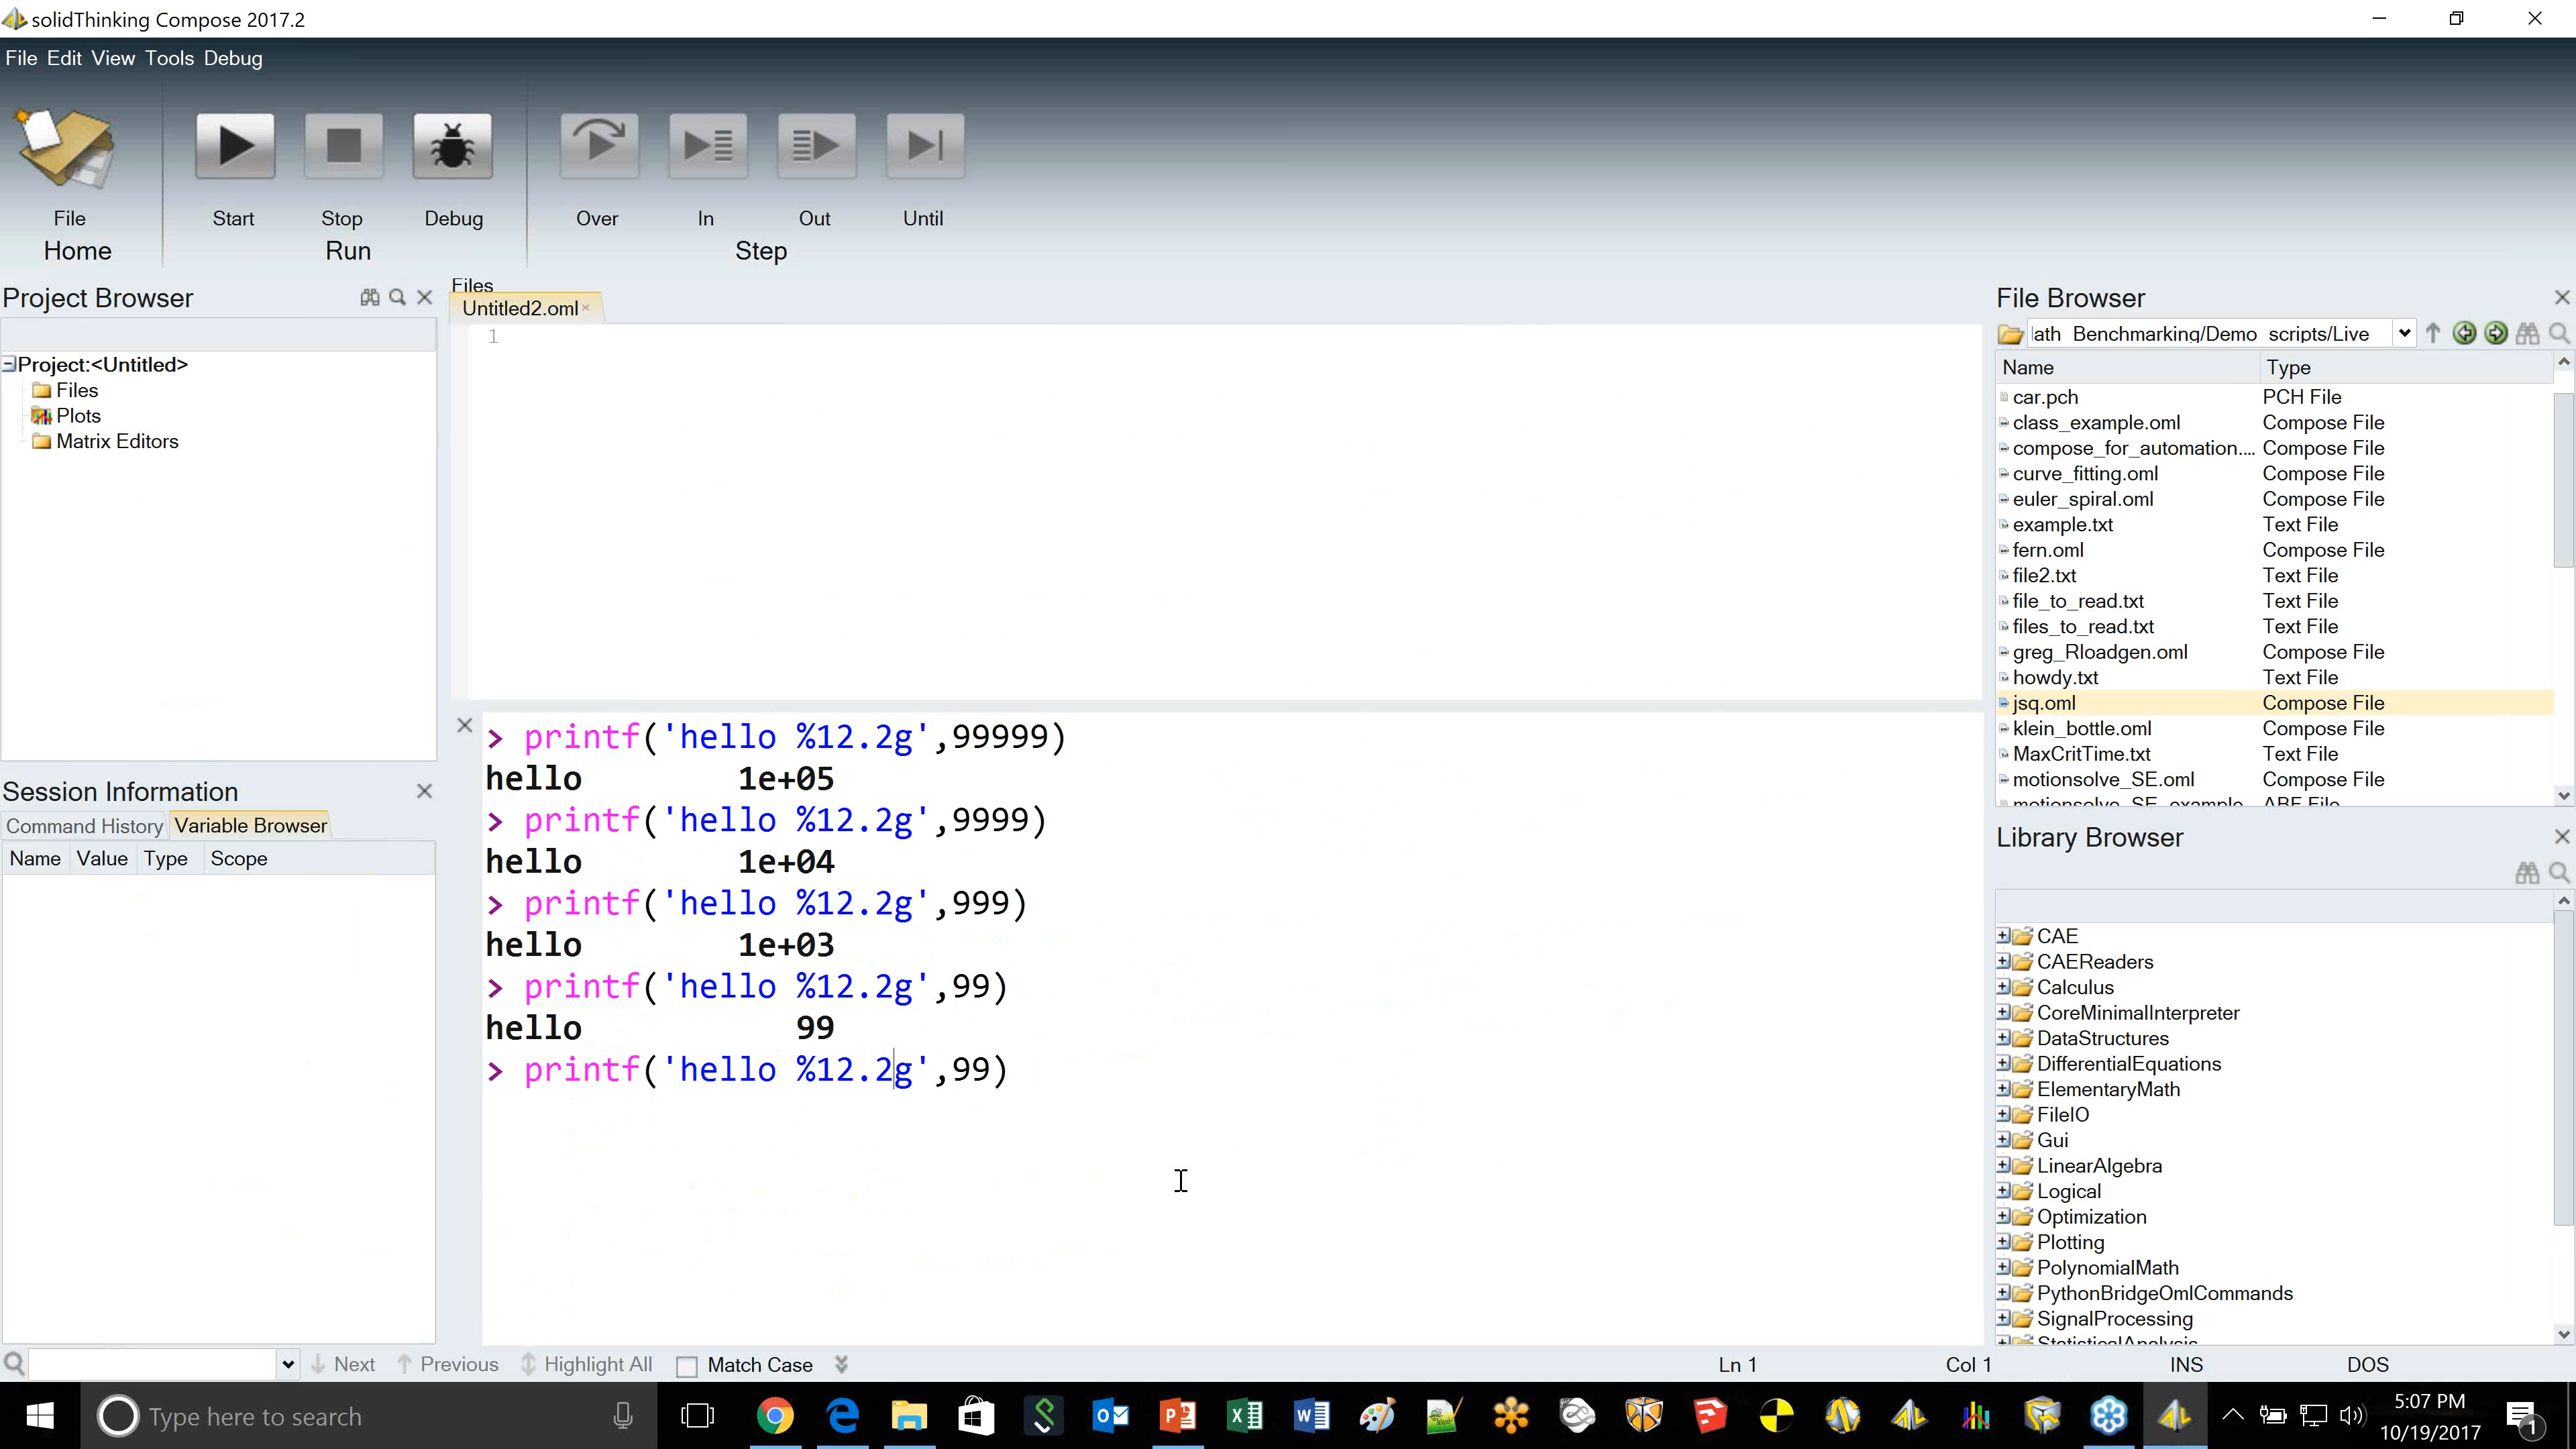 solidThinking Compose 2017.2
File Edit View Tools Debug
File
Start
Stop
Debug
Over
In
Out
Until
Home
Run
Step
Project Browser
Project:<Untitled>
Files
Plots
Matrix Editors
Files
Untitled2.oml
1
> printf('hello %12.2g',99999)
hello        1e+05
> printf('hello %12.2g',9999)
hello        1e+04
> printf('hello %12.2g',999)
hello        1e+03
> printf('hello %12.2g',99)
hello           99
> printf('hello %12.2g',99)
Session Information
Command History Variable Browser
Name Value Type Scope
File Browser
ath_Benchmarking/Demo_scripts/Live
Name Type
car.pch PCH File
class_example.oml Compose File
compose_for_automation.... Compose File
curve_fitting.oml Compose File
euler_spiral.oml Compose File
example.txt Text File
fern.oml Compose File
file2.txt Text File
file_to_read.txt Text File
files_to_read.txt Text File
greg_Rloadgen.oml Compose File
howdy.txt Text File
jsq.oml Compose File
klein_bottle.oml Compose File
MaxCritTime.txt Text File
motionsolve_SE.oml Compose File
motionsolve_SE_example ABF File
Library Browser
CAE
CAEReaders
Calculus
CoreMinimalInterpreter
DataStructures
DifferentialEquations
ElementaryMath
FileIO
Gui
LinearAlgebra
Logical
Optimization
Plotting
PolynomialMath
PythonBridgeOmlCommands
SignalProcessing
StatisticalAnalysis
Next Previous Highlight All Match Case
Ln 1 Col 1 INS DOS
Type here to search
5:07 PM
10/19/2017
1